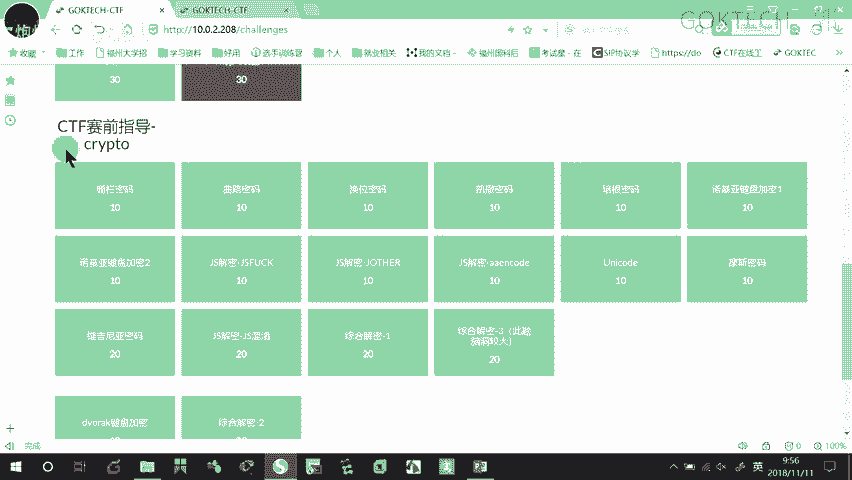 GOKTECH-CTF
GOKTECH-CTF
GOKTECH
http://10.0.2.208/challenges
收藏 工作 福州大学招 学习资料 好用 选手训练营 个人 就业相关 我的文档 福州 考试 - 在 SIP协议学 https://do CTF在线工 GOKTEC
30
30
CTF赛前指导-
crypto
栅栏密码
10
曲路密码
10
换位密码
10
凯撒密码
10
培根密码
10
诺基亚键盘加密1
10
诺基亚键盘加密2
10
JS解密-JSFUCK
10
JS解密-JOTHER
10
JS解密-aaencode
10
Unicode
10
摩斯密码
10
维吉尼亚密码
20
JS解密-JS混淆
20
综合解密-1
20
综合解密-3（此题
脑洞较大）
20
dvorak键盘加密
综合解密-2
完成
0
100%
英
9:56
2018/11/11